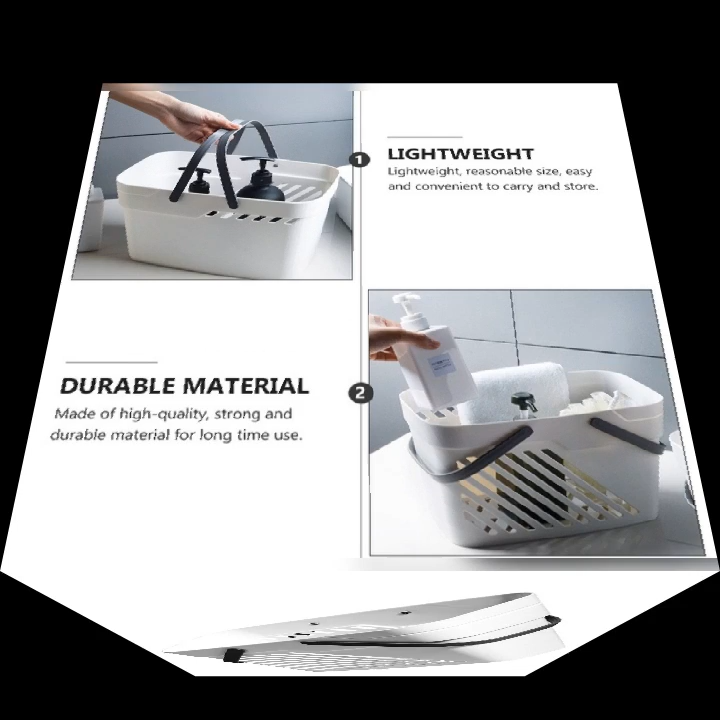 1
LIGHTWEIGHT
Lightweight, reasonable size, easy
and convenient to carry and store.
DURABLE MATERIAL
2
Made of high-quality, strong and
durable material for long time use.